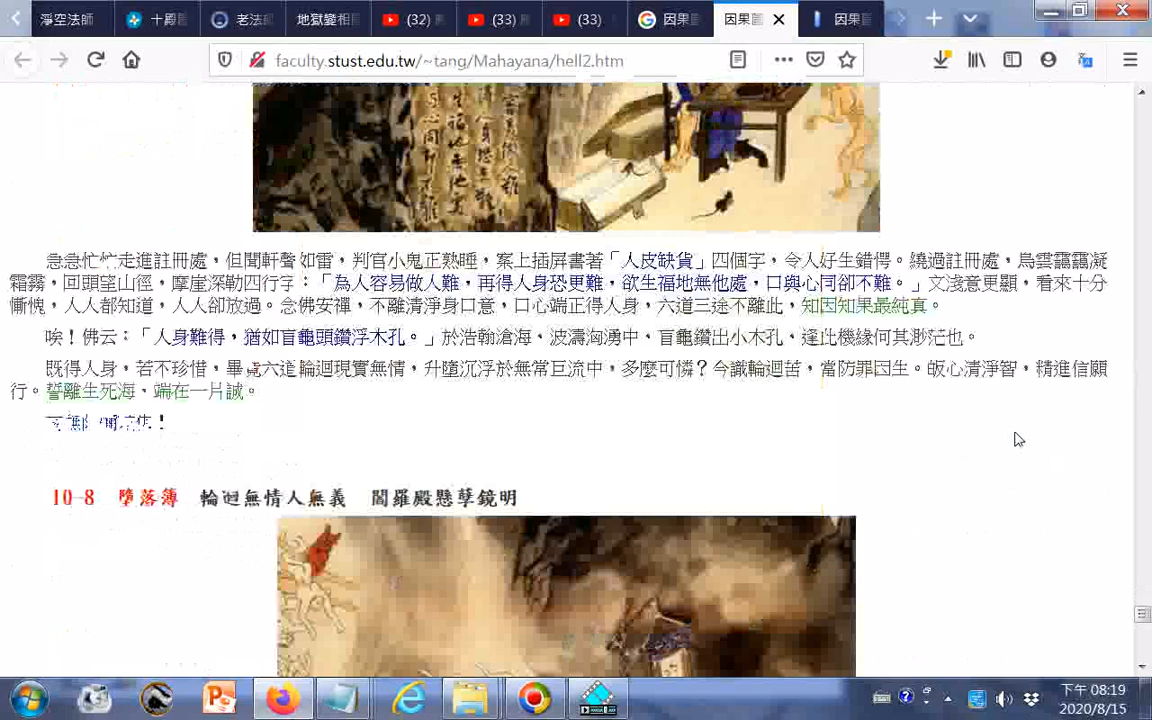 淨空法師
十殿
老法
地獄變相
(32)
(33)
(33)
因果
因果
因果
faculty.stust.edu.tw/~tang/Mahayana/hell2.htm
急急忙忙走進註冊處，但聞鼾聲如雷，判官小鬼正熟睡，案上插屏書著「人皮缺貨」四個字，令人好生錯愕。繞過註冊處，烏雲靄靄凝
霜霧，回頭望山徑，摩崖深勒四行字：「為人容易做人難，再得人身恐更難，欲生福地無他處，口與心同卻不難。」文淺意更顯，看來十分
慚愧，人人都知道，人人卻放過。念佛安禪，不離清淨身口意，口心端正得人身，六道三途不離此，知因知果最純真。
唉！佛云：「人身難得，猶如盲龜頭鑽浮木孔。」於浩瀚滄海，波濤洶湧中，盲龜鑽出小木孔，逢此機緣何其渺茫也。
既得人身，若不珍惜，畢竟六道輪迴現實無情，升墮沉浮於無常巨流中，多麼可憐？今識輪迴苦，當防罪因生。皈心清淨智，精進信願
行。誓離生死海，端在一片誠。
10-8 墮落簿 輪迴無情人無義 閻羅殿懸孽鏡明
下午 08:19
2020/8/15